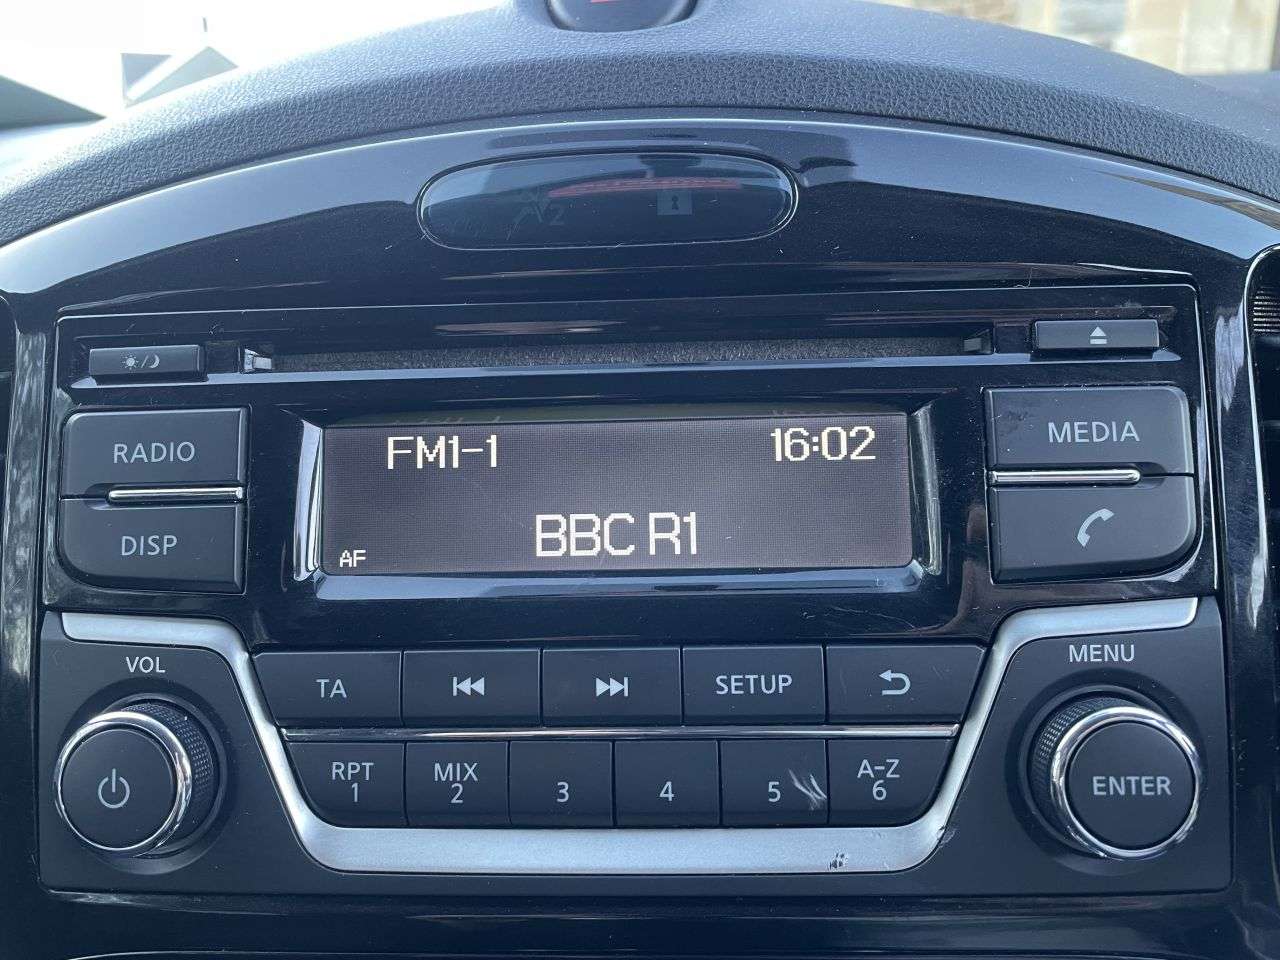 RADIO
DISP
FM1-1 16:02
BBC R1
AF
MEDIA
VOL
MENU
TA
SETUP
RPT
1
MIX
2
3
4
5
A-Z
6
ENTER